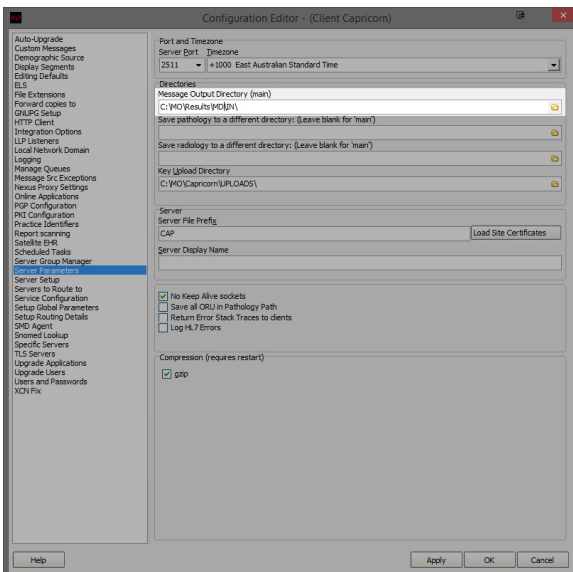 Configuration Editor - (Client Capricorn)
Auto-Upgrade
Custom Messages
Demographic Source
Display Segments
Editing Defaults
ELS
File Extensions
Forward copies to
GNUPG Setup
HTTP Client
Integration Options
LLP Listeners
Local Network Domain
Logging
Manage Queues
Message Src Exceptions
Nexus Proxy Settings
Online Applications
PGP Configuration
PKI Configuration
Practice Identifiers
Report scanning
Satellite EHR
Scheduled Tasks
Server Group Manager
Server Parameters
Server Setup
Servers to Route to
Service Configuration
Setup Global Parameters
Setup Routing Details
SMD Agent
Snomed Lookup
Specific Servers
TLS Servers
Upgrade Applications
Upgrade Users
Users and Passwords
XCN Fix
Port and Timezone
Server Port Timezone
2511 +1000 East Australian Standard Time
Directories
Message Output Directory (main)
C:\MO\Results\MD\IN\
Save pathology to a different directory: (Leave blank for 'main')
Save radiology to a different directory: (Leave blank for 'main')
Key Upload Directory
C:\MO\Capricorn\UPLOADS\
Server
Server File Prefix
CAP Load Site Certificates
Server Display Name
No Keep Alive sockets
Save all ORU in Pathology Path
Return Error Stack Traces to clients
Log HL7 Errors
Compression (requires restart)
gzip
Help Apply OK Cancel